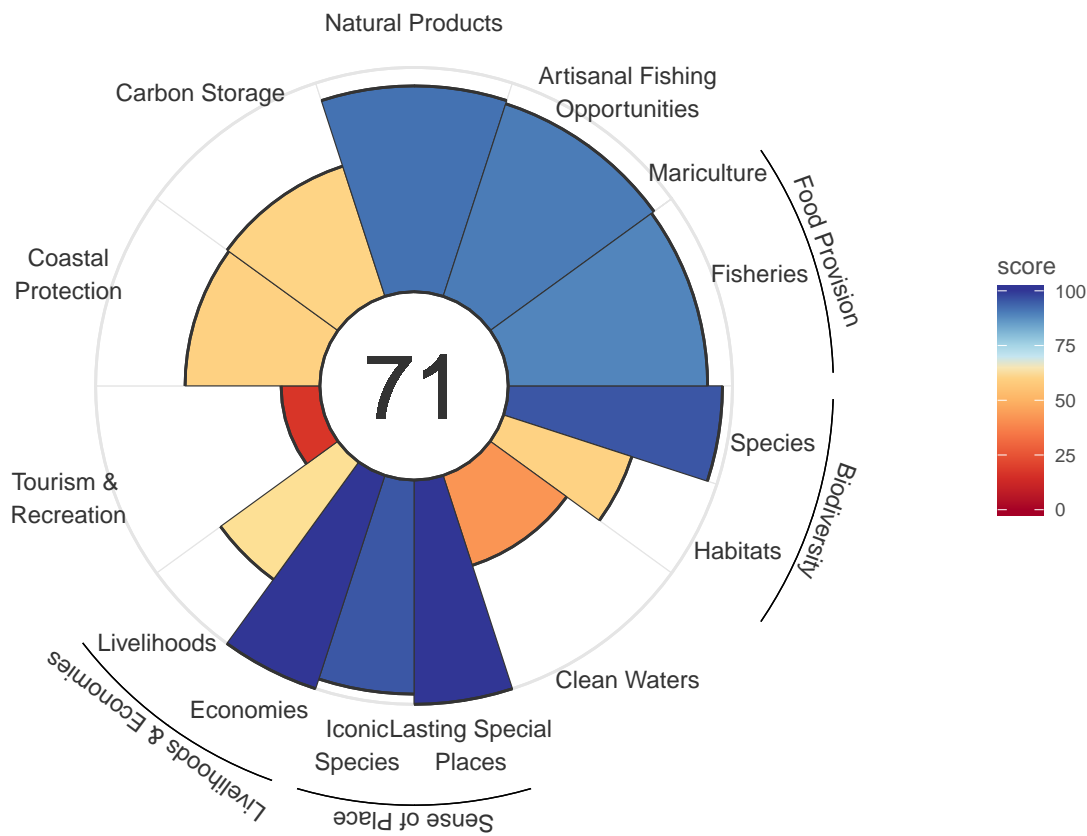 Natural Products
Artisanal Fishing
Opportunities
Carbon Storage
Mariculture
Food Provision
Fisheries
Coastal
Protection
score
100
75
50
25
0
71
Species
Biodiversity
Tourism &
Recreation
Habitats
Livelihoods
Livelihoods & Economies
Clean Waters
Economies
Iconic
Species
Lasting Special
Places
Sense of Place